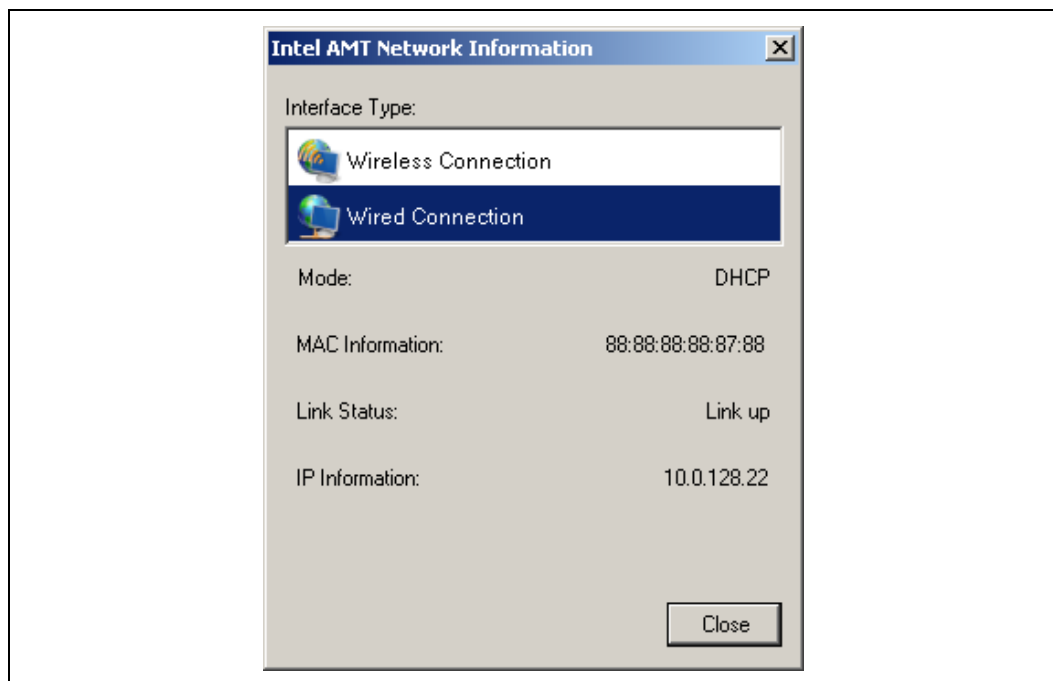 Intel AMT Network Information
Interface Type:
Wireless Connection
Wired Connection
Mode: DHCP
MAC Information: 88:88:88:88:87:88
Link Status: Link up
IP Information: 10.0.128.22
Close